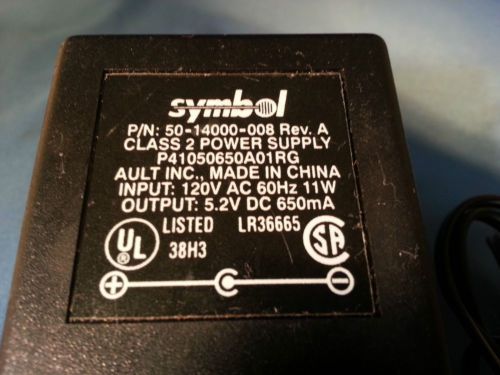 symbol
P/N: 50-14000-008 Rev. A
CLASS 2 POWER SUPPLY
P41050650A01RG
AULT INC., MADE IN CHINA
INPUT: 120V AC 60Hz 11W
OUTPUT: 5.2V DC 650mA
UL LISTED LR36665 SA
38H3